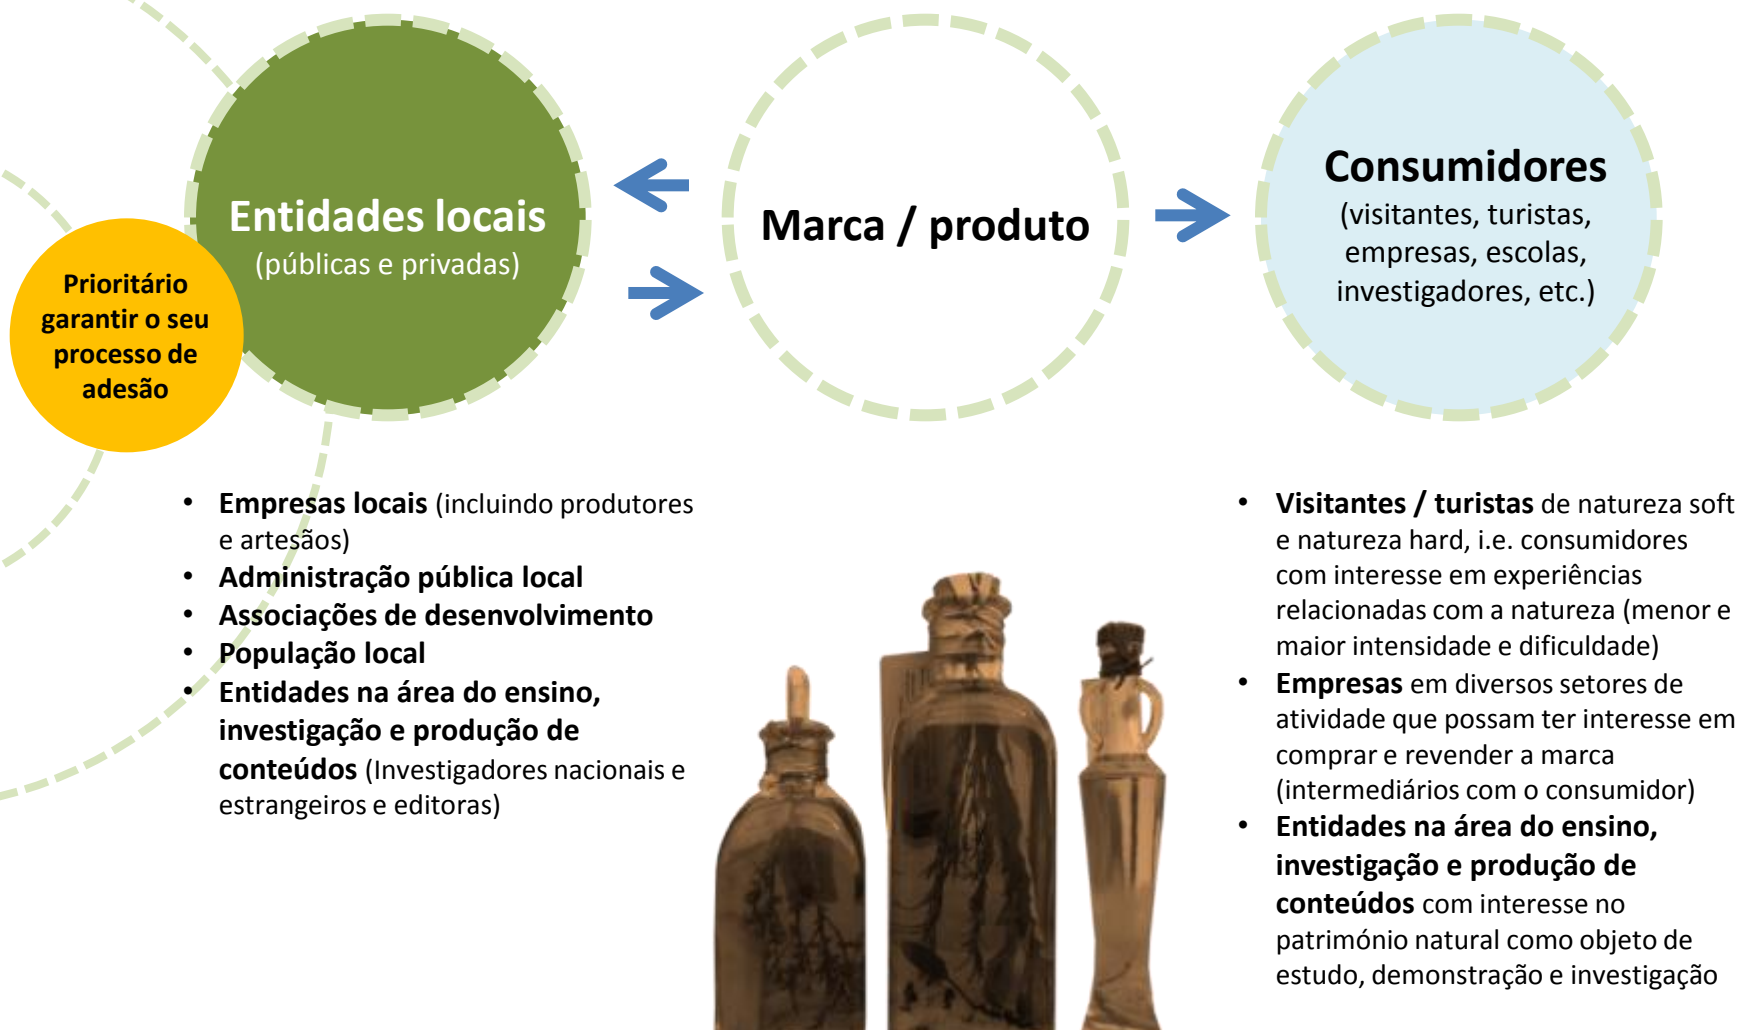 Entidades locais
(públicas e privadas)
Prioritário
garantir o seu
processo de
adesão
Marca / produto
Consumidores
(visitantes, turistas,
empresas, escolas,
investigadores, etc.)
• Empresas locais (incluindo produtores
e artesãos)
• Administração pública local
• Associações de desenvolvimento
• População local
• Entidades na área do ensino,
investigação e produção de
conteúdos (Investigadores nacionais e
estrangeiros e editoras)
• Visitantes / turistas de natureza soft
e natureza hard, i.e. consumidores
com interesse em experiências
relacionadas com a natureza (menor e
maior intensidade e dificuldade)
• Empresas em diversos setores de
atividade que possam ter interesse em
comprar e revender a marca
(intermediários com o consumidor)
• Entidades na área do ensino,
investigação e produção de
conteúdos com interesse no
património natural como objeto de
estudo, demonstração e investigação